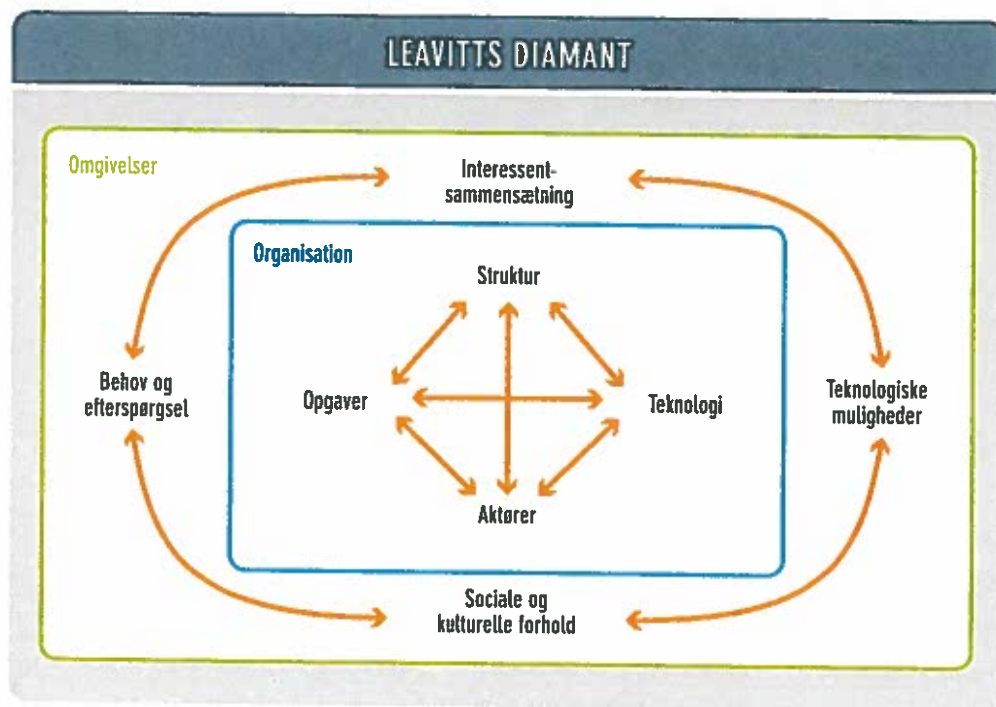 LEAVITTS DIAMANT
Omgivelser
Interessent-
sammensætning
Organisation
Struktur
Behov og
efterspørgsel
Opgaver
Teknologi
Teknologiske
muligheder
Aktører
Sociale og
kulturelle forhold